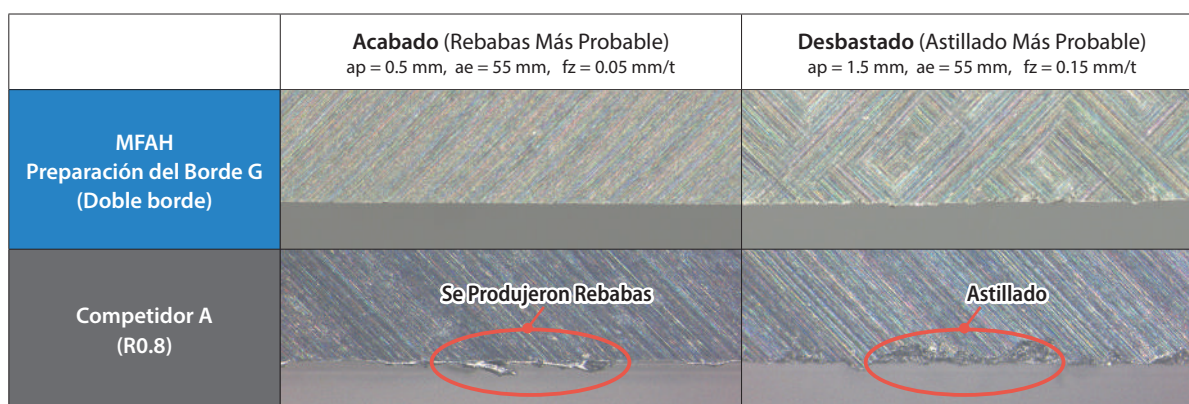 Acabado (Rebabas Más Probable)
ap = 0.5 mm, ae = 55 mm, fz = 0.05 mm/t
Desbastado (Astillado Más Probable)
ap = 1.5 mm, ae = 55 mm, fz = 0.15 mm/t
MFAH
Preparación del Borde G
(Doble borde)
Competidor A
(R0.8)
Se Produjeron Rebabas
Astillado